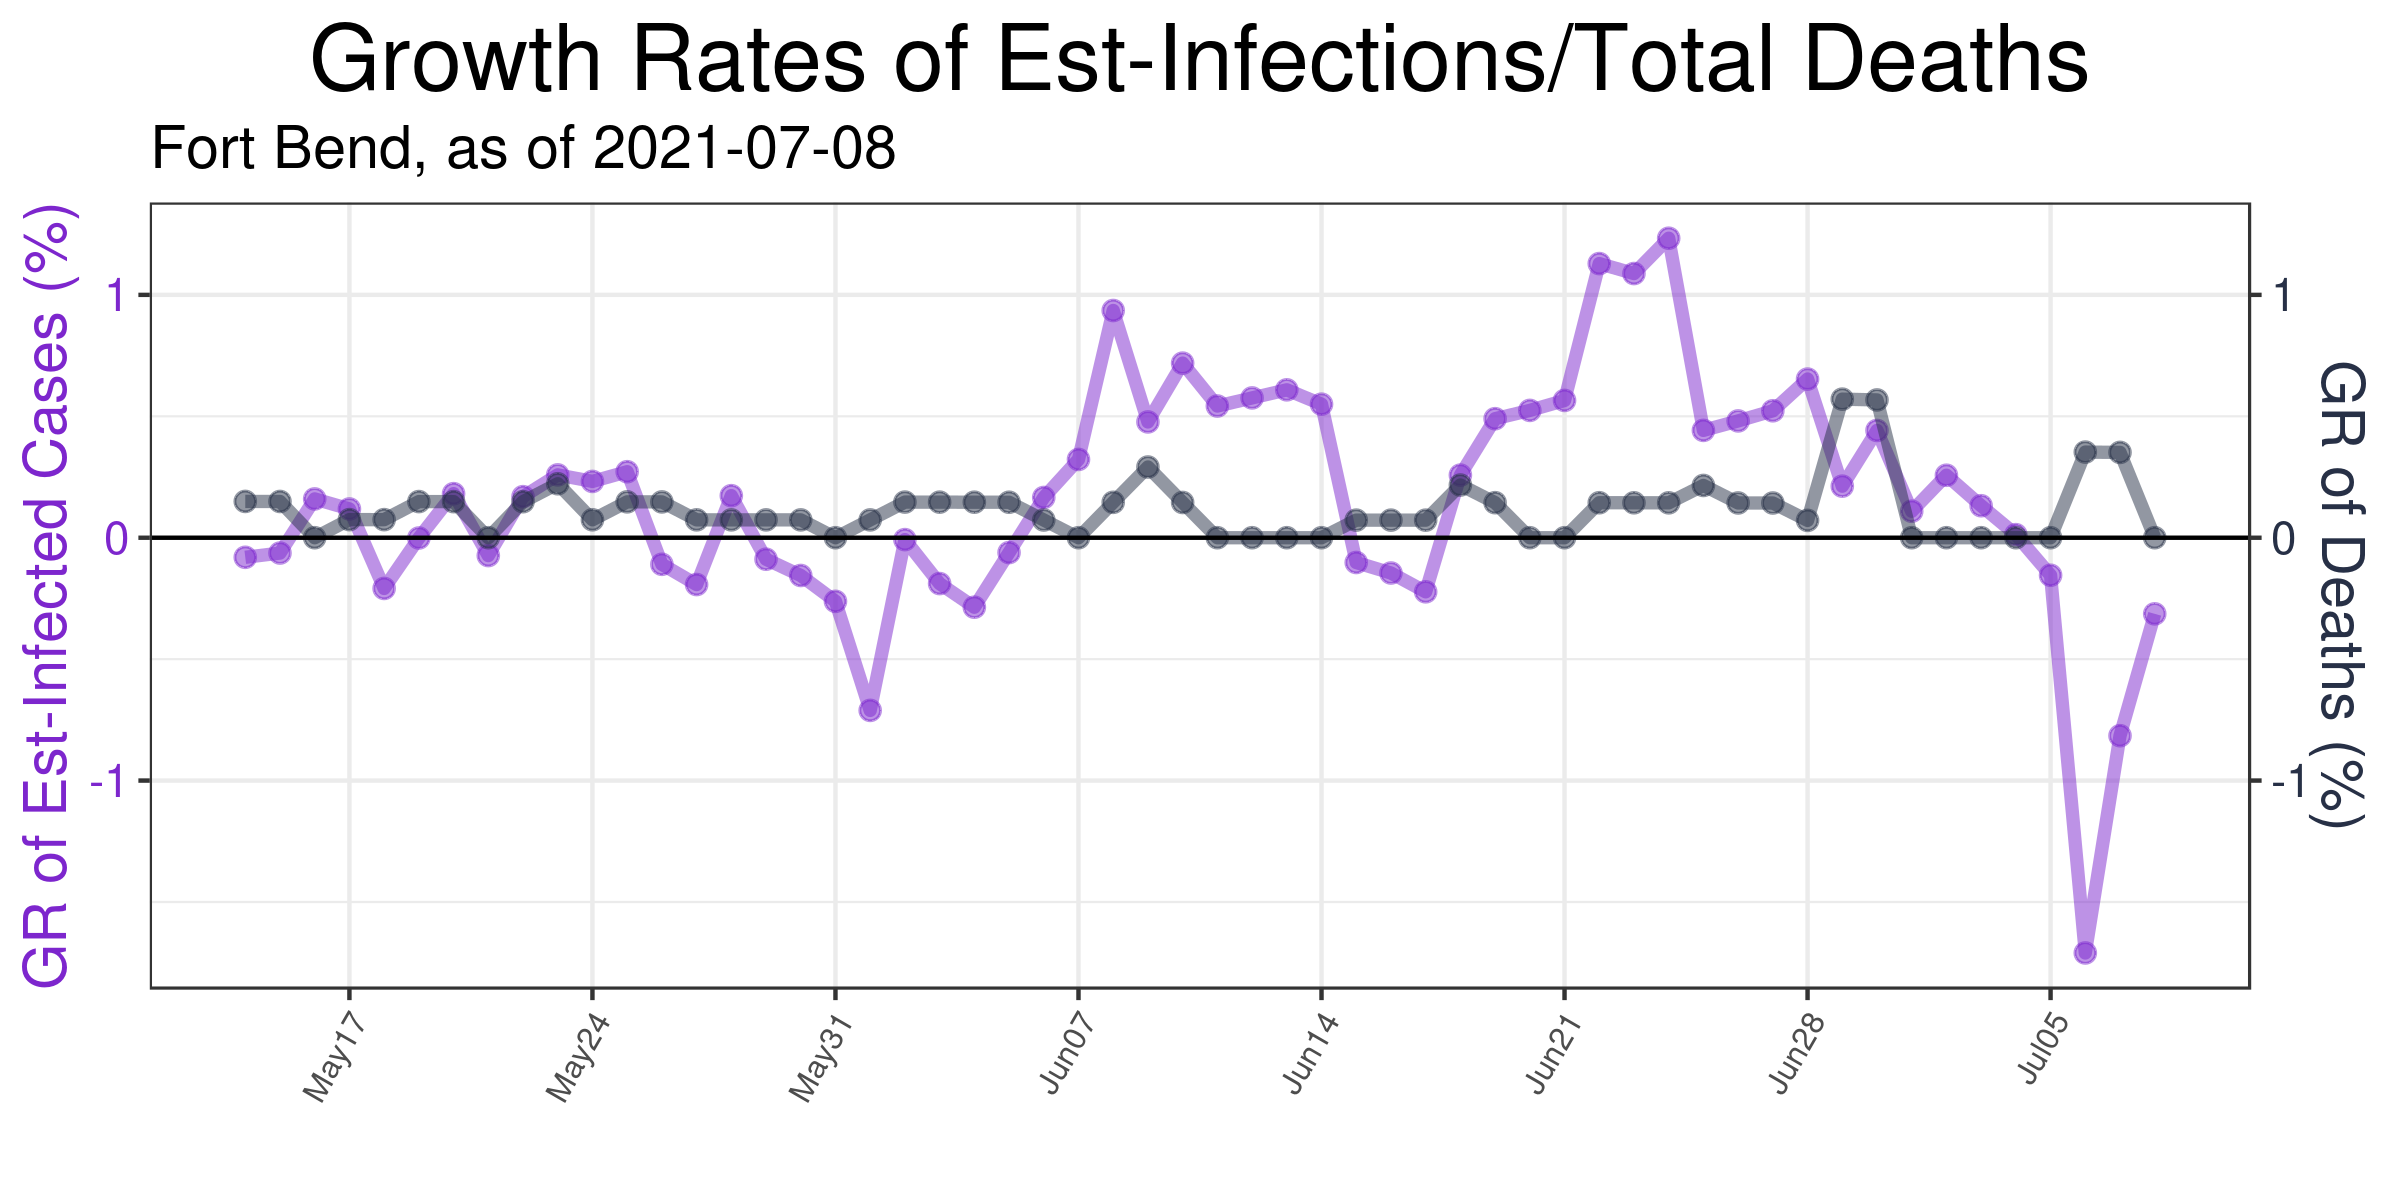 Growth Rates of Est-Infections/Total Deaths
Fort Bend, as of 2021-07-08
GR of Est-Infected Cases (%)
1
0
-1
1
0
-1
GR of Deaths (%)
May17
May24
May31
Jun07
Jun14
Jun21
Jun28
Jul05